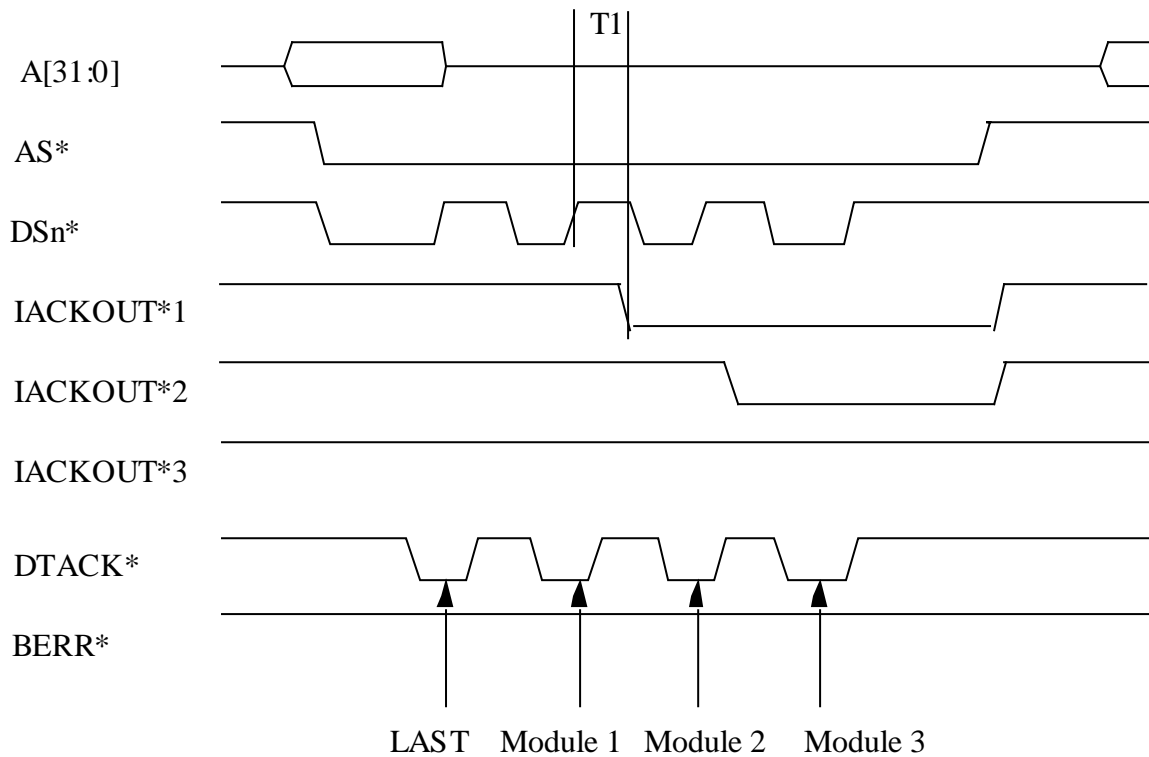 T1
A[31:0]
AS*
DSn*
IACKOUT*1
IACKOUT*2
IACKOUT*3
DTACK*
BERR*
LAST Module 1 Module 2 Module 3